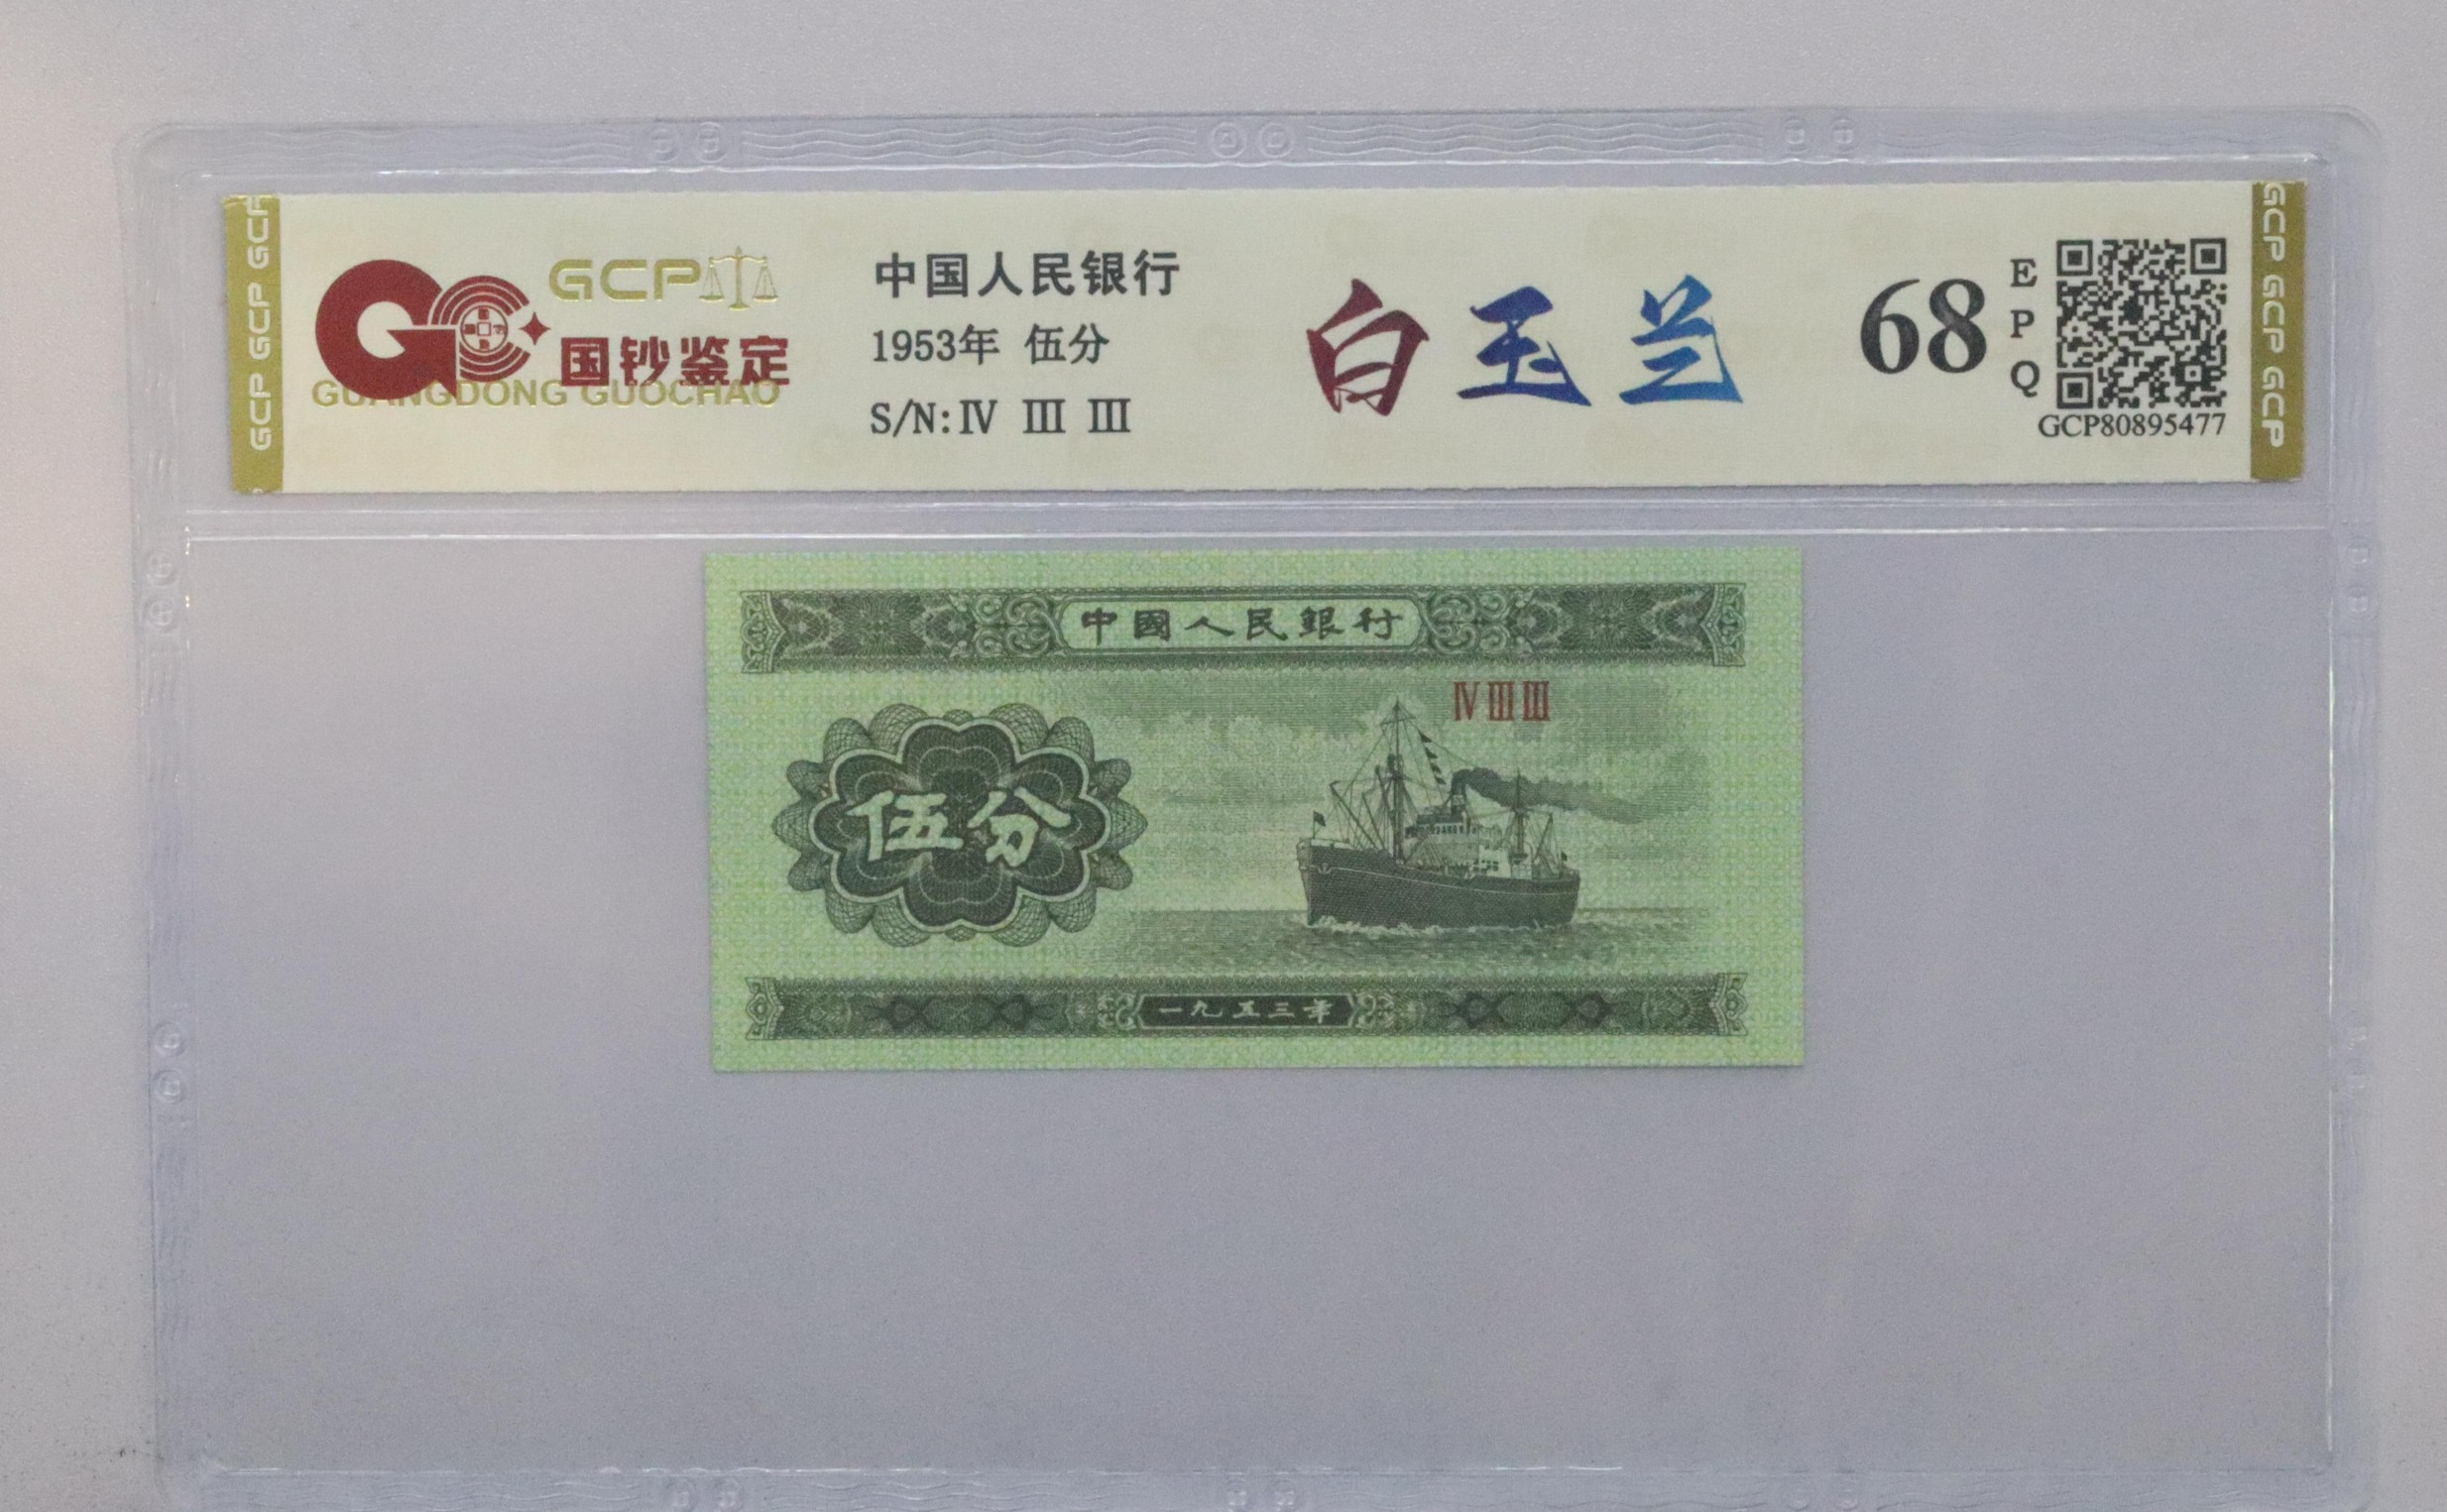 GCP
国钞鉴定
GUANGDONG GUOCHAO
中国人民银行
1953年 伍分
S/N: Ⅳ Ⅲ Ⅲ
白玉兰
68
EPQ
GCP80895477
GCP GCP GCP
GCP GCP GCP
中國人民銀行
Ⅳ Ⅲ Ⅲ
伍分
一九五三年